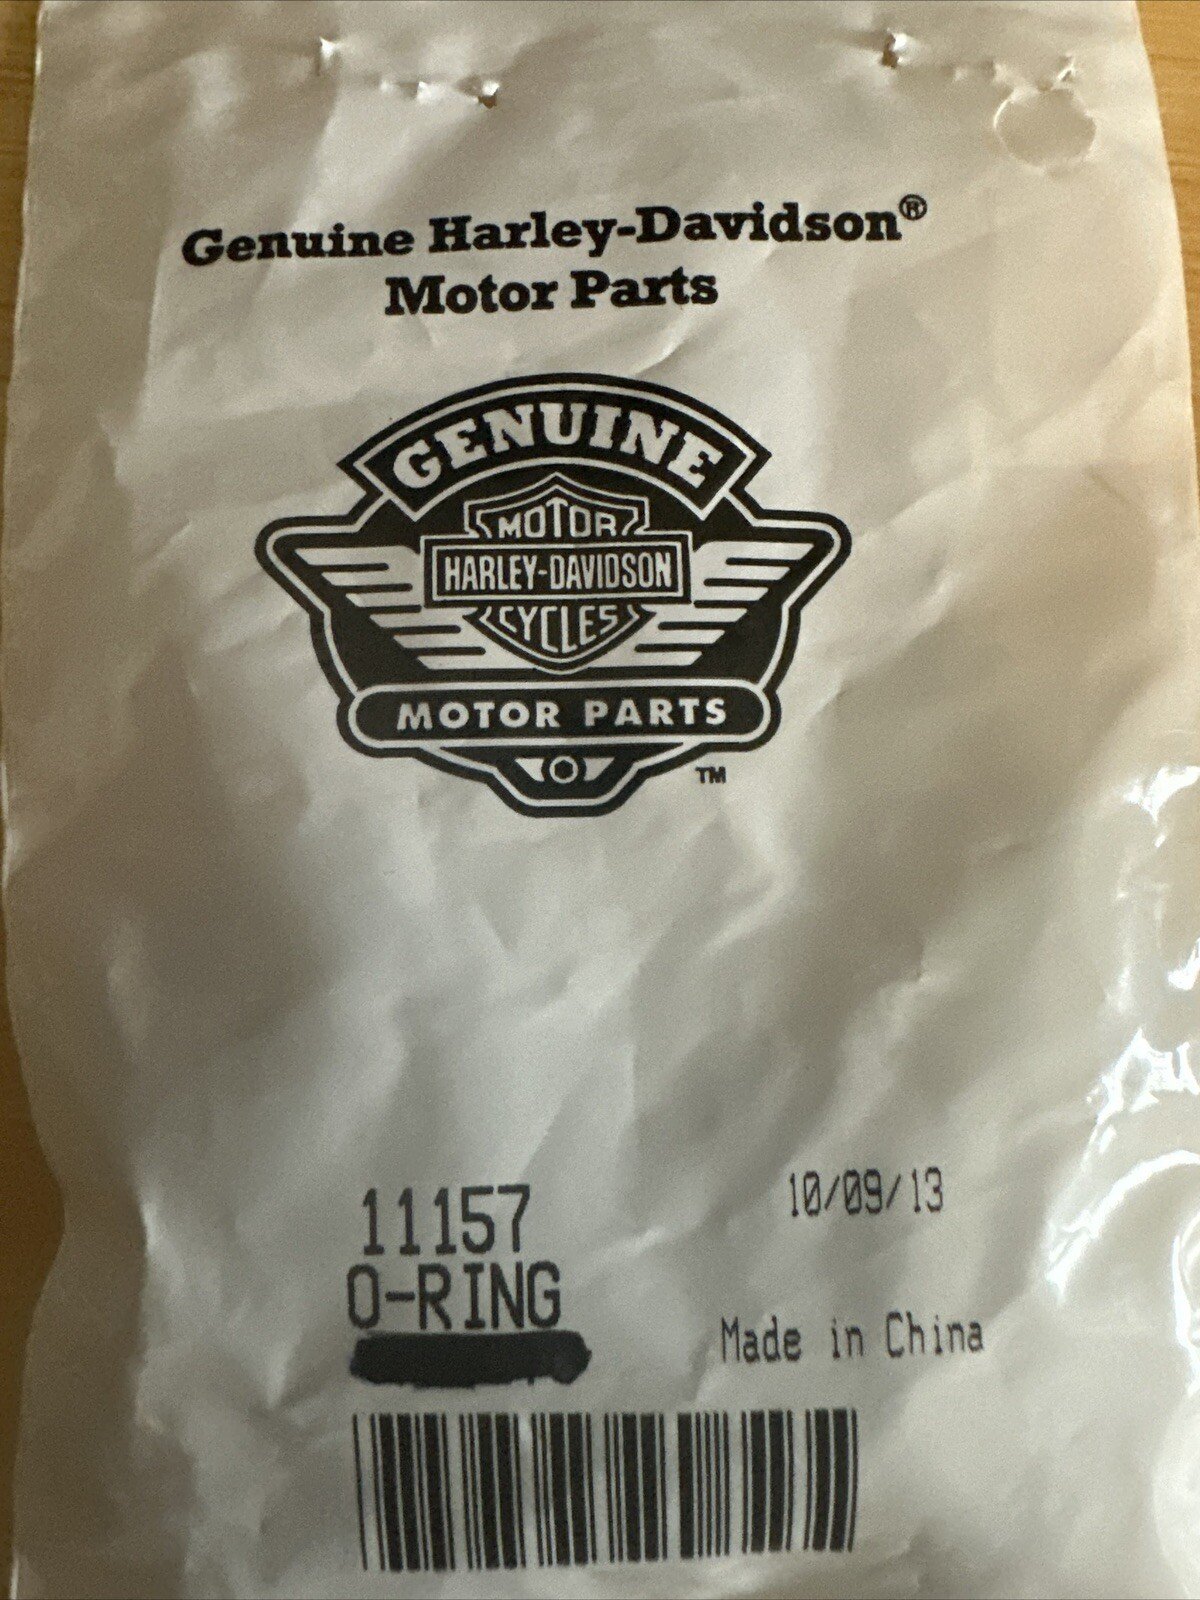 Genuine Harley-Davidson®
Motor Parts
GENUINE
MOTOR
HARLEY-DAVIDSON
CYCLES
MOTOR PARTS
TM
10/09/13
11157
O-RING
Made in China